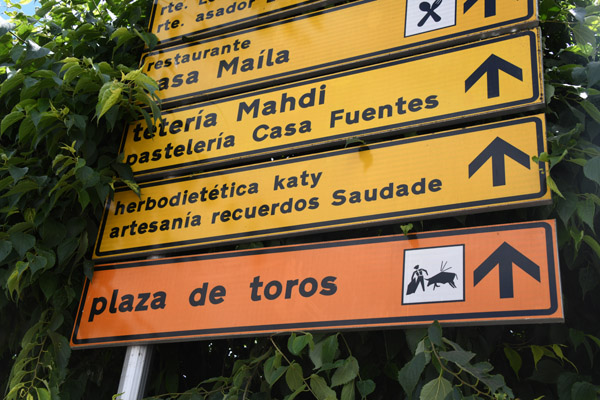 rte.
rte. asador
restaurante
asa Maíla
tetería Mahdi
pastelería Casa Fuentes
herbodietética katy
artesanía recuerdos Saudade
plaza de toros